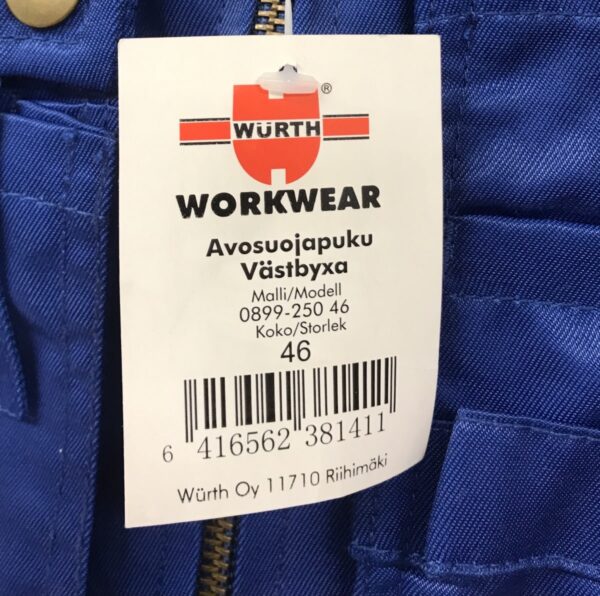 ®
WÜRTH
WORKWEAR
Avosuojapuku
Västbyxa
Malli/Modell
0899-250 46
Koko/Storlek
46
6 416562 381411
Würth Oy 11710 Riihimäki